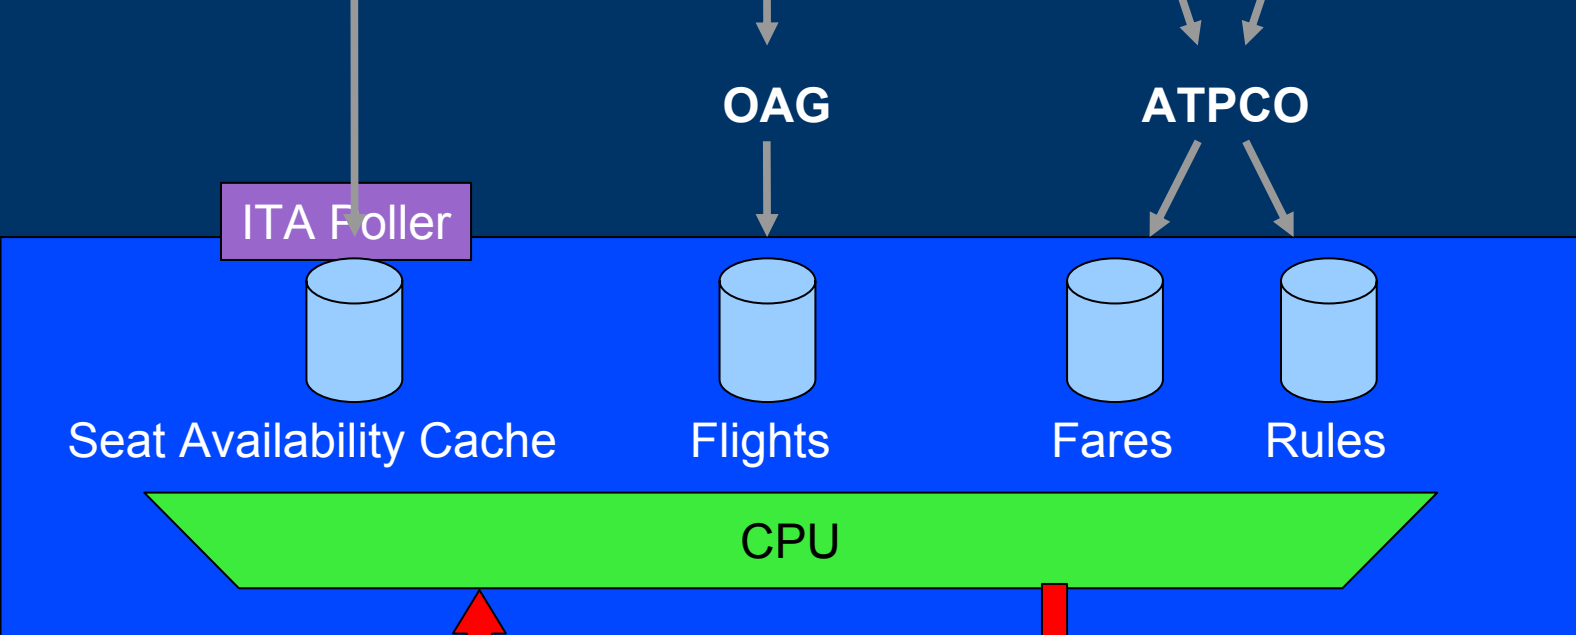 OAG
ATPCO
ITA Poller
Seat Availability Cache
Flights
Fares
Rules
CPU